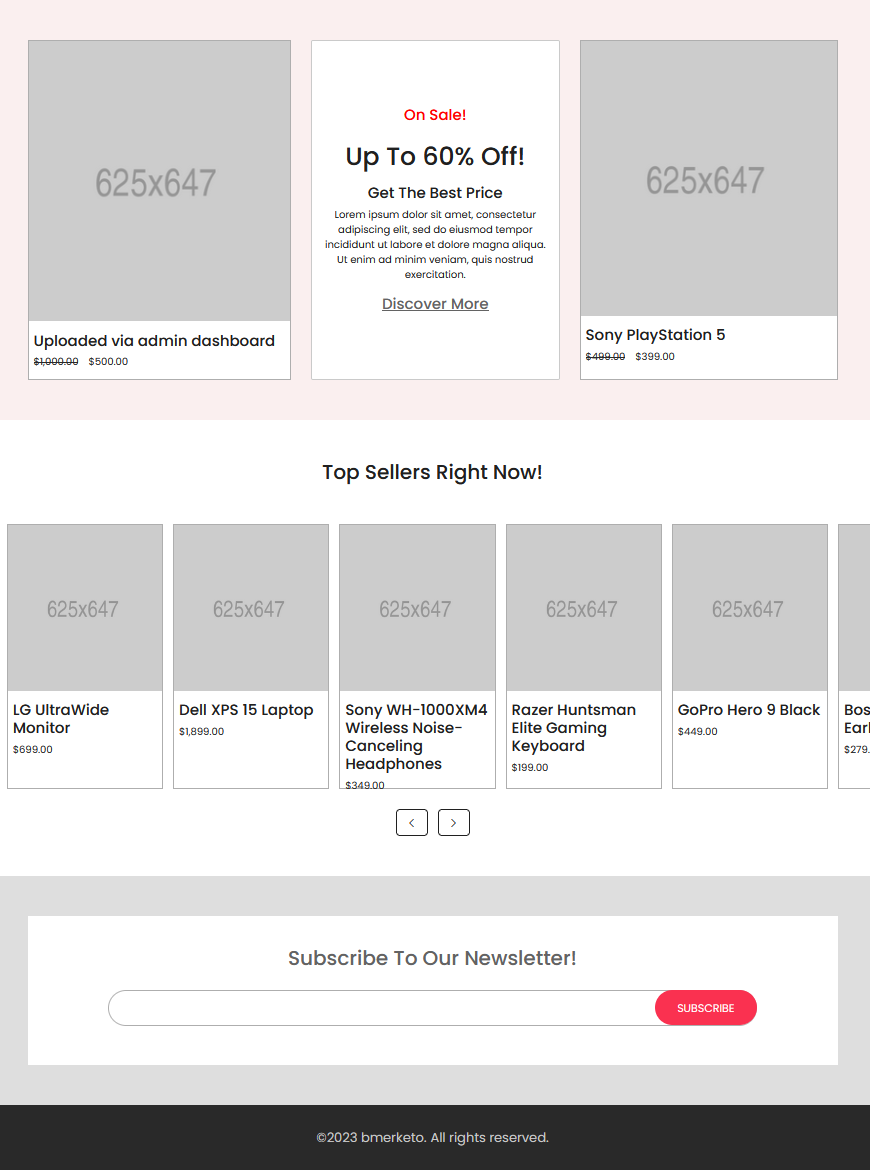 625x647
Uploaded via admin dashboard
$1,000.00 $500.00
On Sale!
Up To 60% Off!
Get The Best Price
Lorem ipsum dolor sit amet, consectetur
adipiscing elit, sed do eiusmod tempor
incididunt ut labore et dolore magna aliqua.
Ut enim ad minim veniam, quis nostrud
exercitation.
Discover More
625x647
Sony PlayStation 5
$499.00 $399.00
Top Sellers Right Now!
625x647
LG UltraWide
Monitor
$699.00
625x647
Dell XPS 15 Laptop
$1,899.00
625x647
Sony WH-1000XM4
Wireless Noise-
Canceling
Headphones
$349.00
625x647
Razer Huntsman
Elite Gaming
Keyboard
$199.00
625x647
GoPro Hero 9 Black
$449.00
Bos
Earl
$279.
Subscribe To Our Newsletter!
SUBSCRIBE
©2023 bmerketo. All rights reserved.